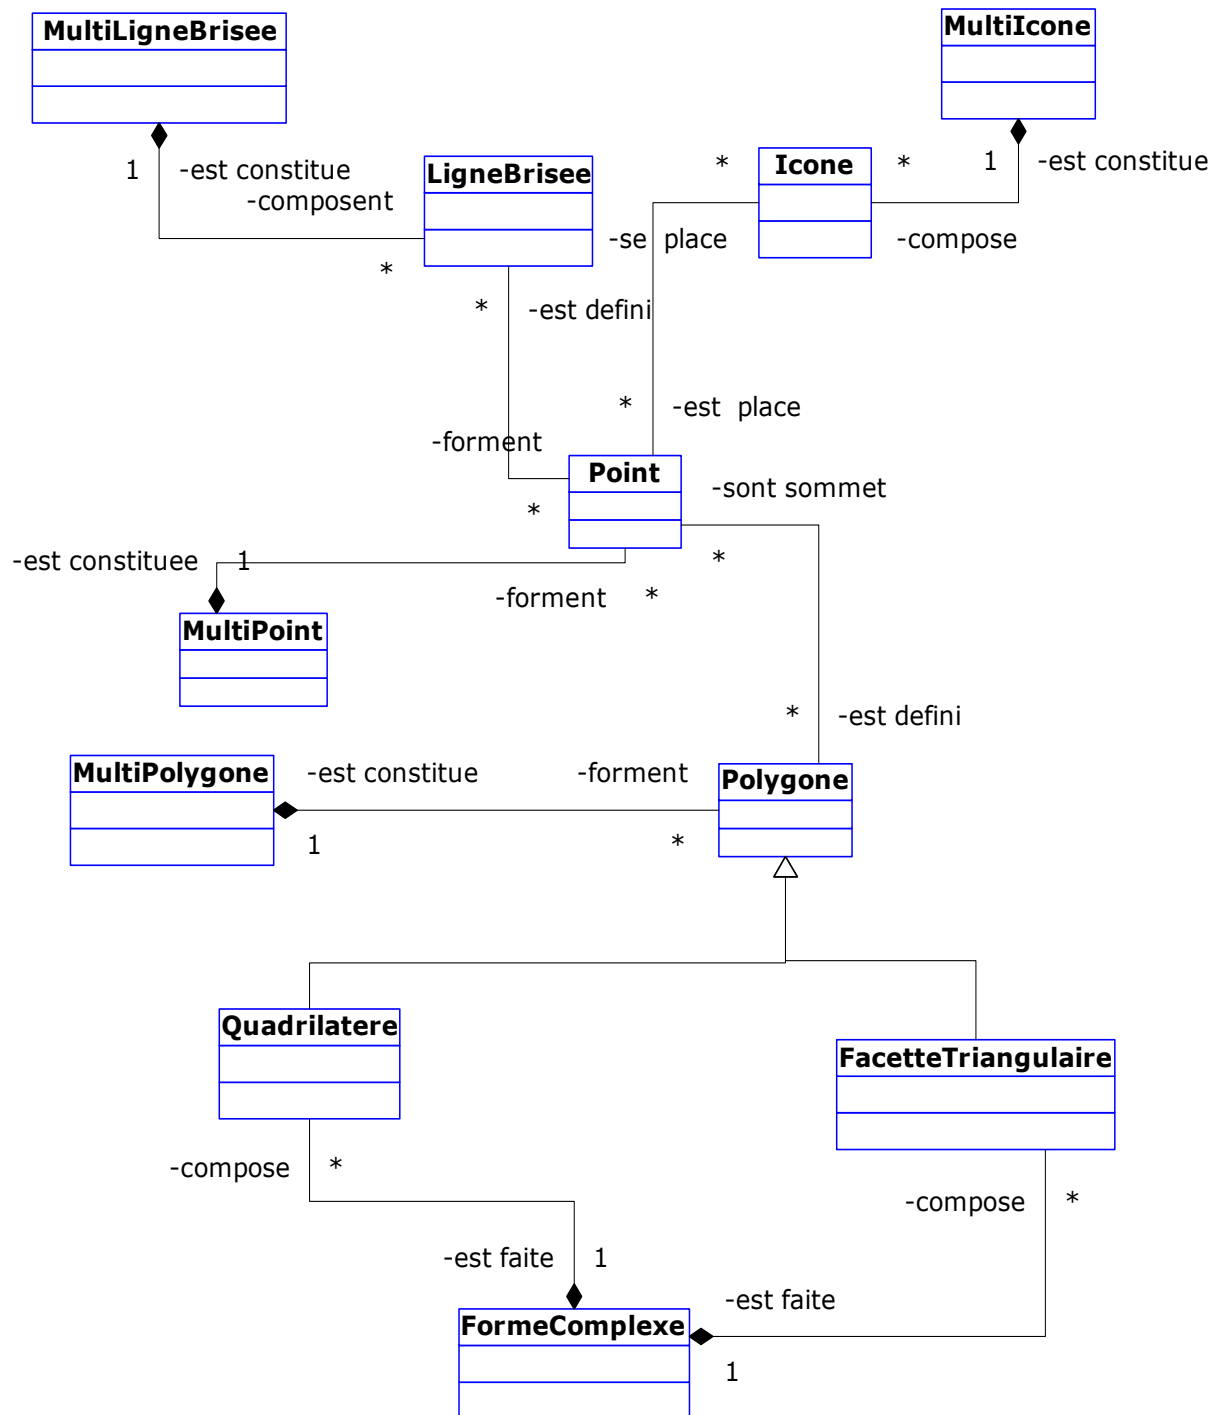 MultiLigneBrisee
MultiIcone
1
-est constitue
-composent
*
LigneBrisee
*
Icone
*
1
-est constitue
-se place
-compose
*
-est defini
*
-est place
-forment
Point
-sont sommet
*
*
-est constituee
1
-forment
*
MultiPoint
*
-est defini
MultiPolygone
-est constitue
-forment
Polygone
1
*
Quadrilatere
FacetteTriangulaire
-compose
*
-compose
*
-est faite
1
-est faite
FormeComplexe
1